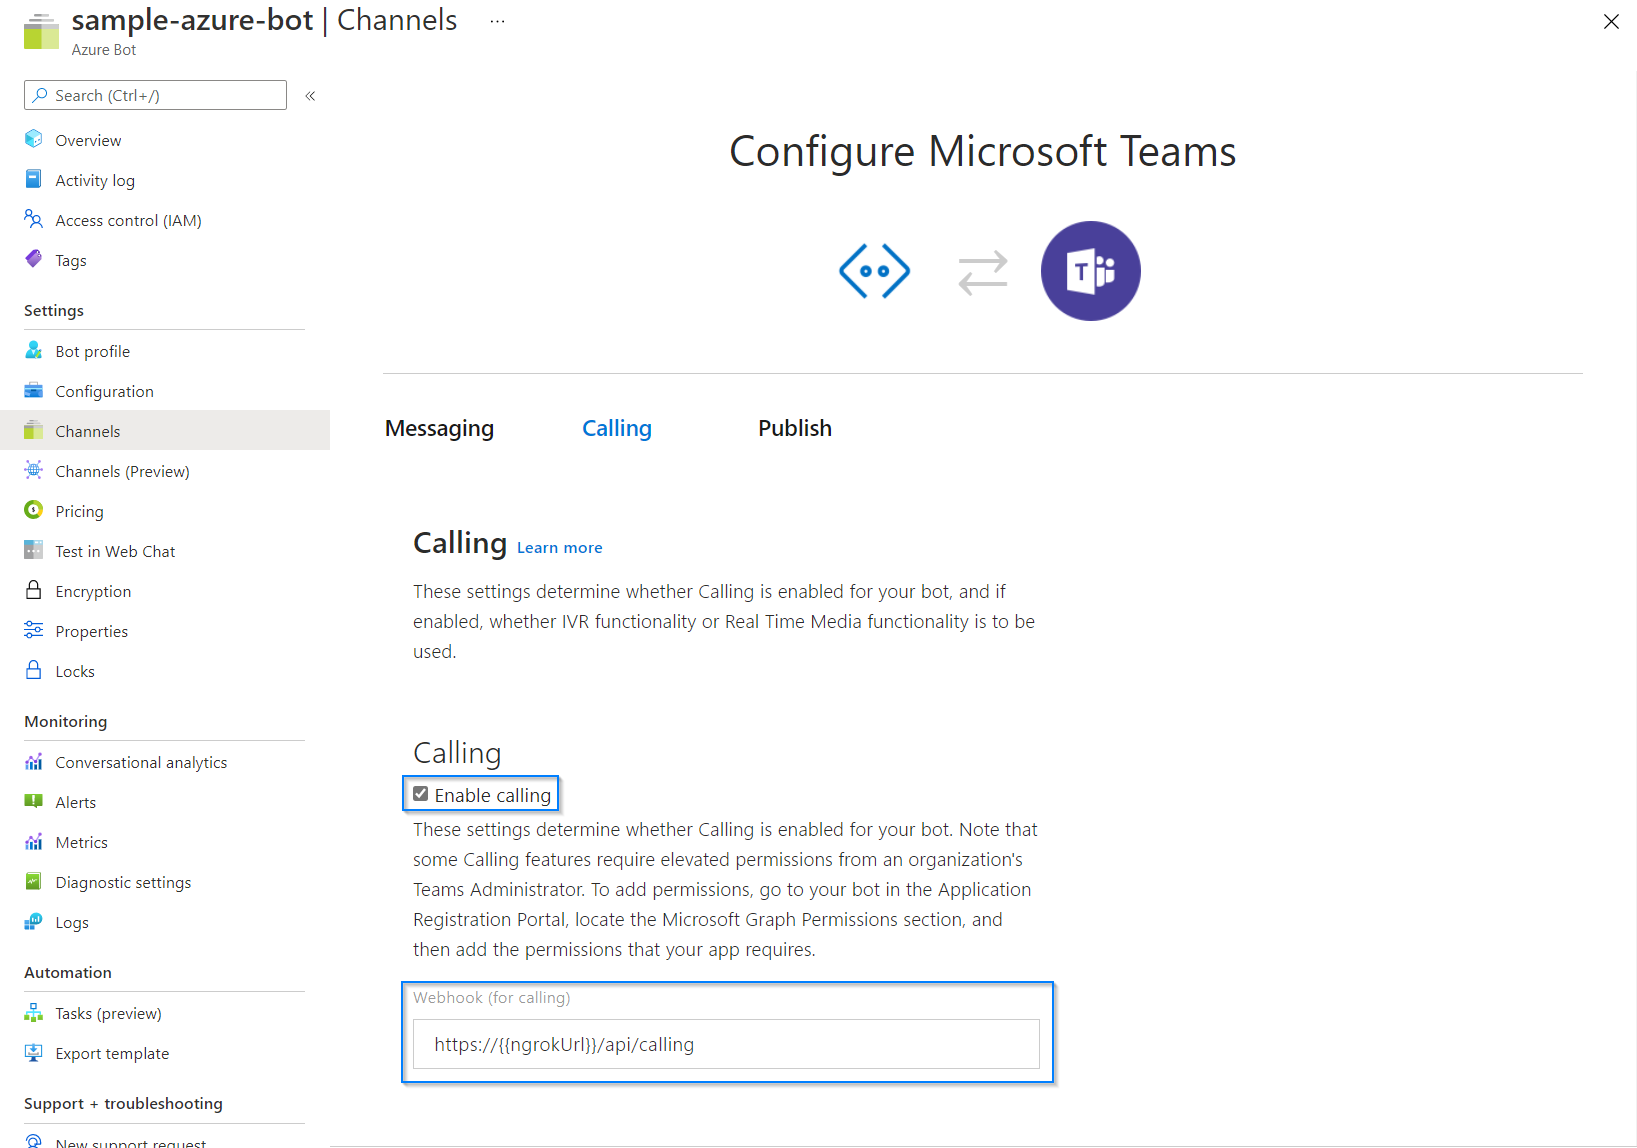 sample-azure-bot | Channels ...
Azure Bot
Search (Ctrl+/)
«
Overview
Activity log
Access control (IAM)
Tags
Settings
Bot profile
Configuration
Channels
Channels (Preview)
Pricing
Test in Web Chat
Encryption
Properties
Locks
Monitoring
Conversational analytics
Alerts
Metrics
Diagnostic settings
Logs
Automation
Tasks (preview)
Export template
Support + troubleshooting
New support request
Configure Microsoft Teams
T
Messaging
Calling
Publish
Calling Learn more
These settings determine whether Calling is enabled for your bot, and if
enabled, whether IVR functionality or Real Time Media functionality is to be
used.
Calling
Enable calling
These settings determine whether Calling is enabled for your bot. Note that
some Calling features require elevated permissions from an organization's
Teams Administrator. To add permissions, go to your bot in the Application
Registration Portal, locate the Microsoft Graph Permissions section, and
then add the permissions that your app requires.
Webhook (for calling)
https://{{ngrokUrl}}/api/calling